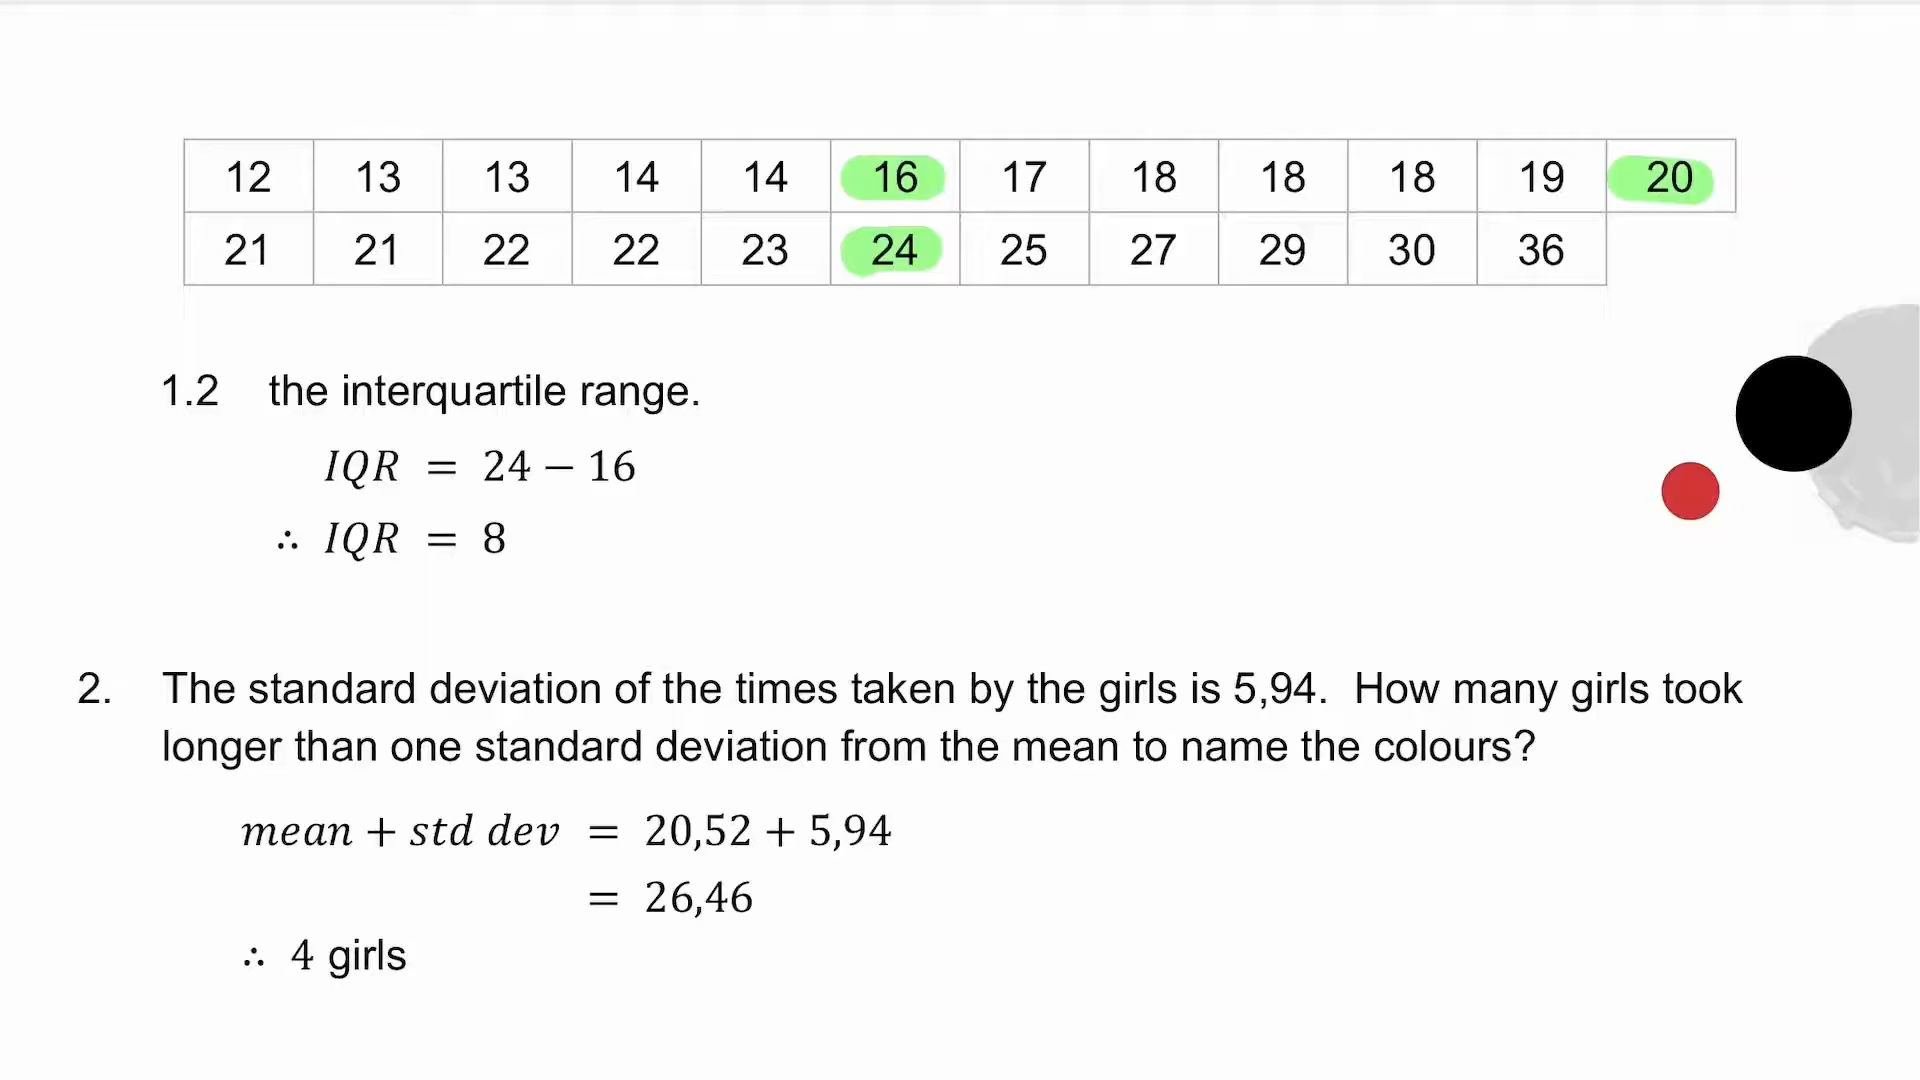 12 13 13 14 14 16 17 18 18 18 19 20
21 21 22 22 23 24 25 27 29 30 36
1.2 the interquartile range.
IQR = 24 − 16
∴ IQR = 8
2. The standard deviation of the times taken by the girls is 5,94. How many girls took
longer than one standard deviation from the mean to name the colours?
mean + std dev = 20,52 + 5,94
= 26,46
∴ 4 girls